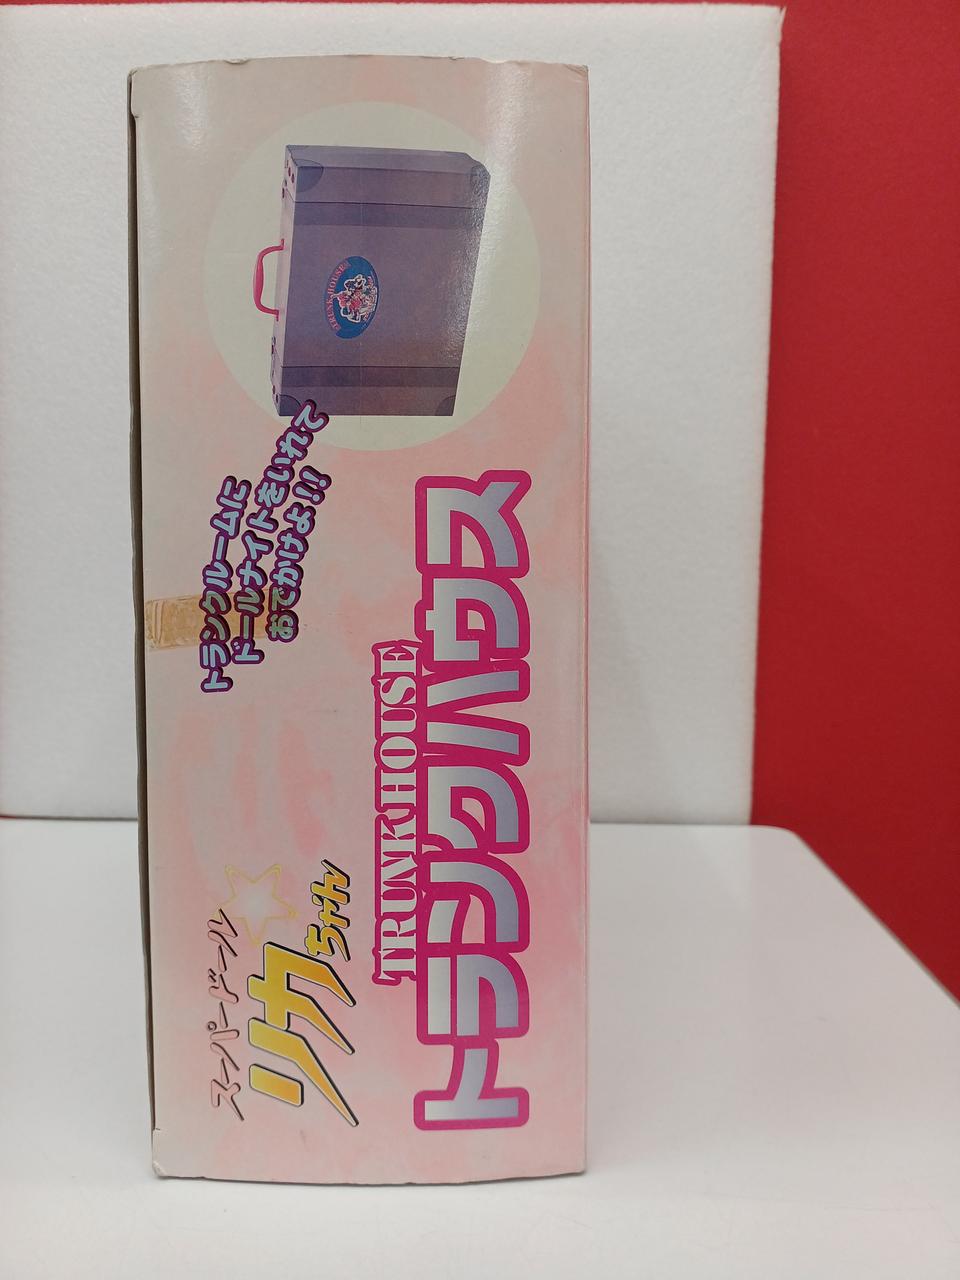 スーパードール
リカちゃん
TRUNK HOUSE
トランクハウス
トランクルームに
ドールナイトをいれて
おでかけよ!!
TRUNK HOUSE